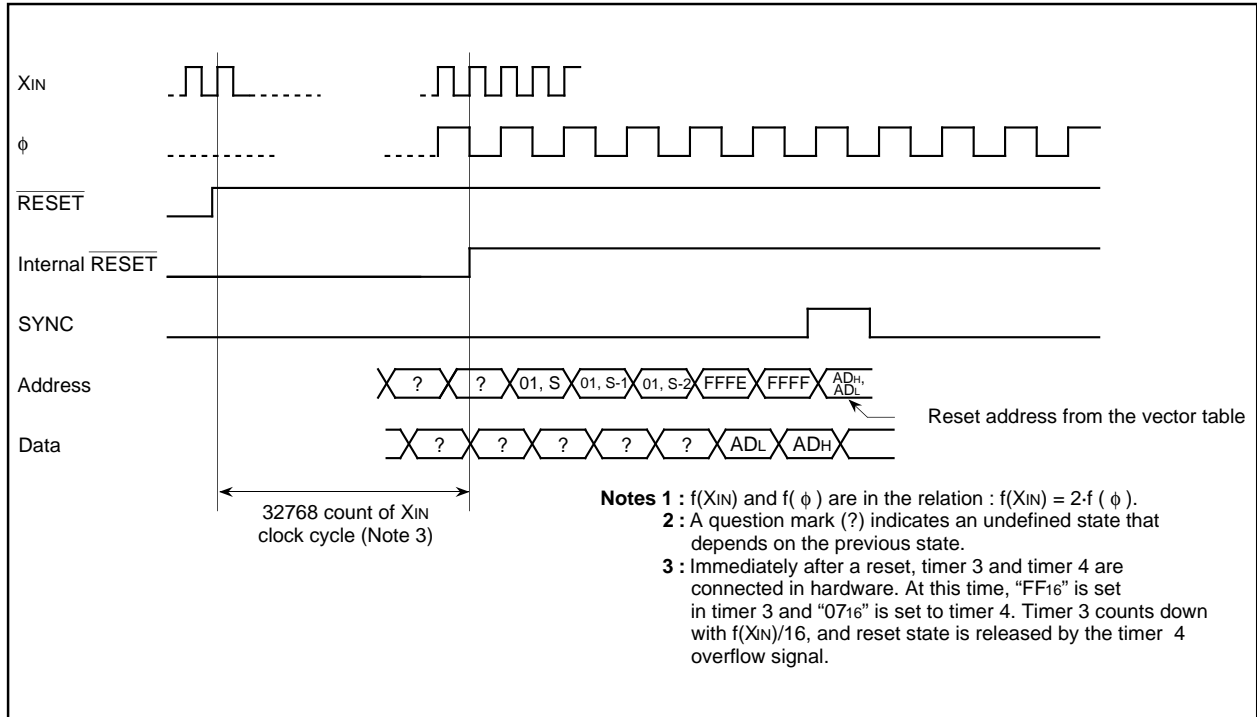 XIN
ϕ
RESET
Internal RESET
SYNC
Address
? ? 01, S 01, S-1 01, S-2 FFFE FFFF ADH,
ADL
Reset address from the vector table
Data
? ? ? ? ? ADL ADH
32768 count of XIN
clock cycle (Note 3)
Notes 1 : f(XIN) and f( ϕ ) are in the relation : f(XIN) = 2·f ( ϕ ).
2 : A question mark (?) indicates an undefined state that
depends on the previous state.
3 : Immediately after a reset, timer 3 and timer 4 are
connected in hardware. At this time, “FF16” is set
in timer 3 and “0716” is set to timer 4. Timer 3 counts down
with f(XIN)/16, and reset state is released by the timer 4
overflow signal.